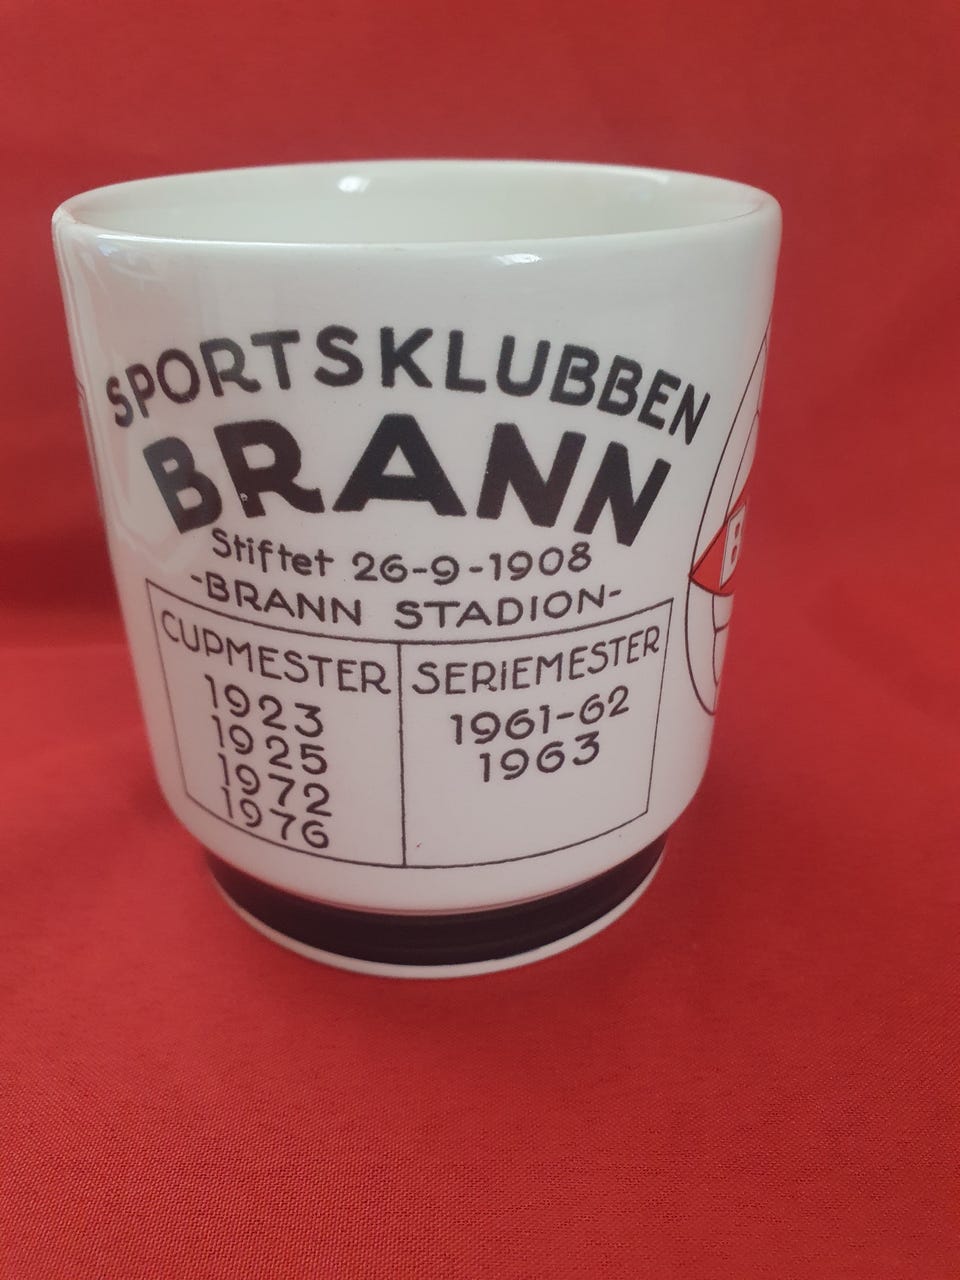 SPORTSKLUBBEN
BRANN
Stiftet 26-9-1908
-BRANN STADION-
CUPMESTER
1923
1925
1972
1976
SERIEMESTER
1961-62
1963
B